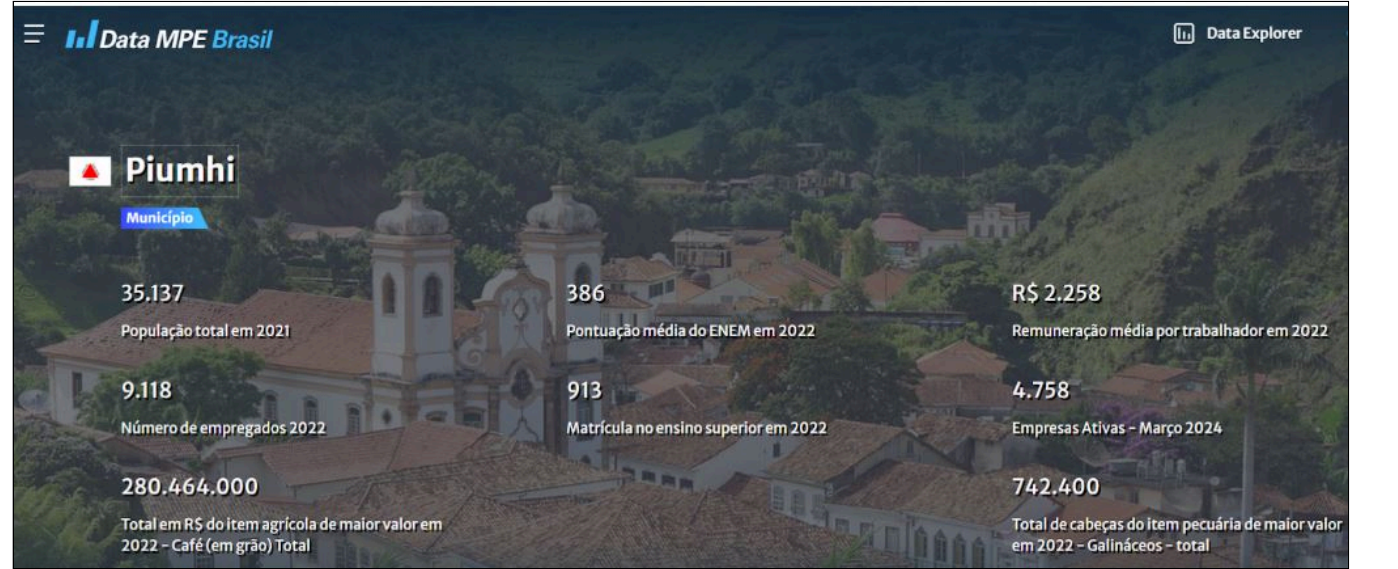 Data MPE Brasil
Data Explorer
Piumhi
Município
35.137
População total em 2021
386
Pontuação média do ENEM em 2022
R$ 2.258
Remuneração média por trabalhador em 2022
9.118
Número de empregados 2022
913
Matrícula no ensino superior em 2022
4.758
Empresas Ativas - Março 2024
280.464.000
Total em R$ do item agrícola de maior valor em
2022 - Café (em grão) Total
742.400
Total de cabeças do item pecuária de maior valor
em 2022 - Galináceos - total